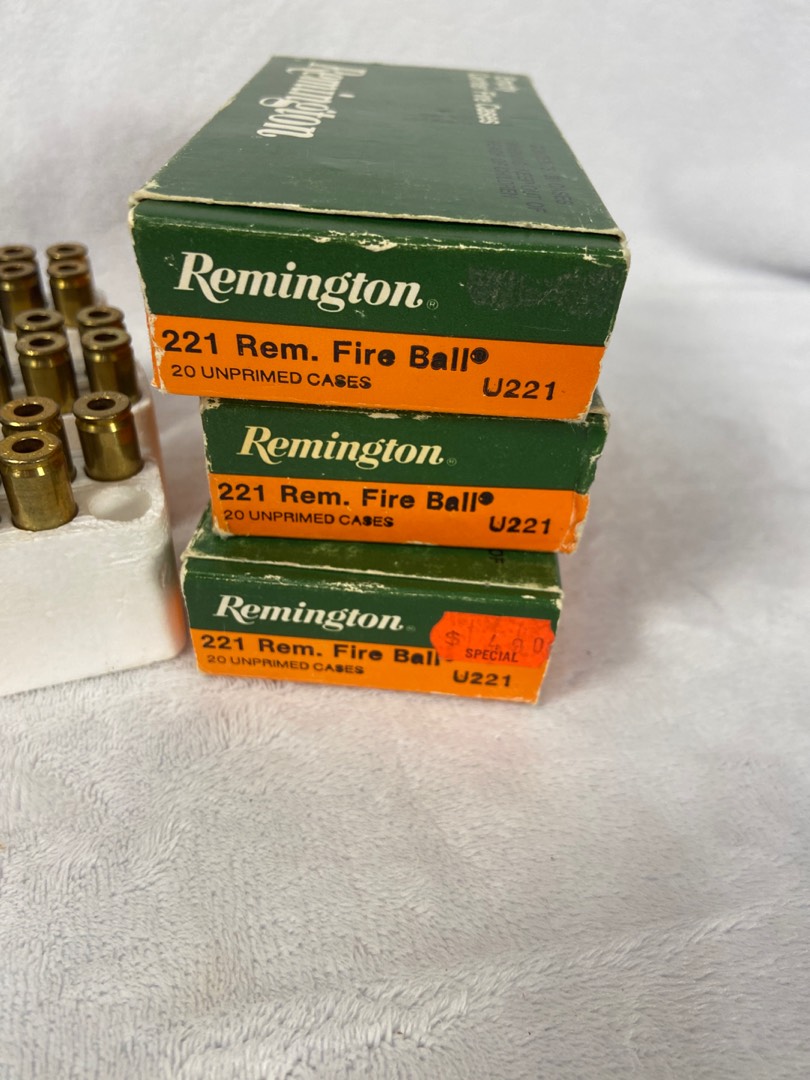 Remington
Remington®
221 Rem. Fire Ball®
20 UNPRIMED CASES
U221
Remington®
221 Rem. Fire Ball®
20 UNPRIMED CASES
U221
Remington
221 Rem. Fire Ball
$
SPECIAL
20 UNPRIMED CASES
U221